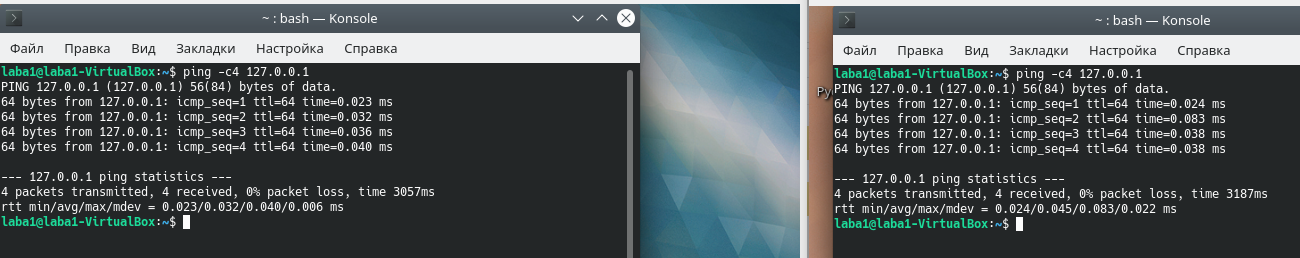 ~ : bash — Konsole
Файл Правка Вид Закладки Настройка Справка
laba1@laba1-VirtualBox:~$ ping -c4 127.0.0.1
PING 127.0.0.1 (127.0.0.1) 56(84) bytes of data.
64 bytes from 127.0.0.1: icmp_seq=1 ttl=64 time=0.023 ms
64 bytes from 127.0.0.1: icmp_seq=2 ttl=64 time=0.032 ms
64 bytes from 127.0.0.1: icmp_seq=3 ttl=64 time=0.036 ms
64 bytes from 127.0.0.1: icmp_seq=4 ttl=64 time=0.040 ms
--- 127.0.0.1 ping statistics ---
4 packets transmitted, 4 received, 0% packet loss, time 3057ms
rtt min/avg/max/mdev = 0.023/0.032/0.040/0.006 ms
laba1@laba1-VirtualBox:~$
~ : bash — Konsole
Файл Правка Вид Закладки Настройка Справка
laba1@laba1-VirtualBox:~$ ping -c4 127.0.0.1
PING 127.0.0.1 (127.0.0.1) 56(84) bytes of data.
64 bytes from 127.0.0.1: icmp_seq=1 ttl=64 time=0.024 ms
64 bytes from 127.0.0.1: icmp_seq=2 ttl=64 time=0.083 ms
64 bytes from 127.0.0.1: icmp_seq=3 ttl=64 time=0.038 ms
64 bytes from 127.0.0.1: icmp_seq=4 ttl=64 time=0.038 ms
--- 127.0.0.1 ping statistics ---
4 packets transmitted, 4 received, 0% packet loss, time 3187ms
rtt min/avg/max/mdev = 0.024/0.045/0.083/0.022 ms
laba1@laba1-VirtualBox:~$